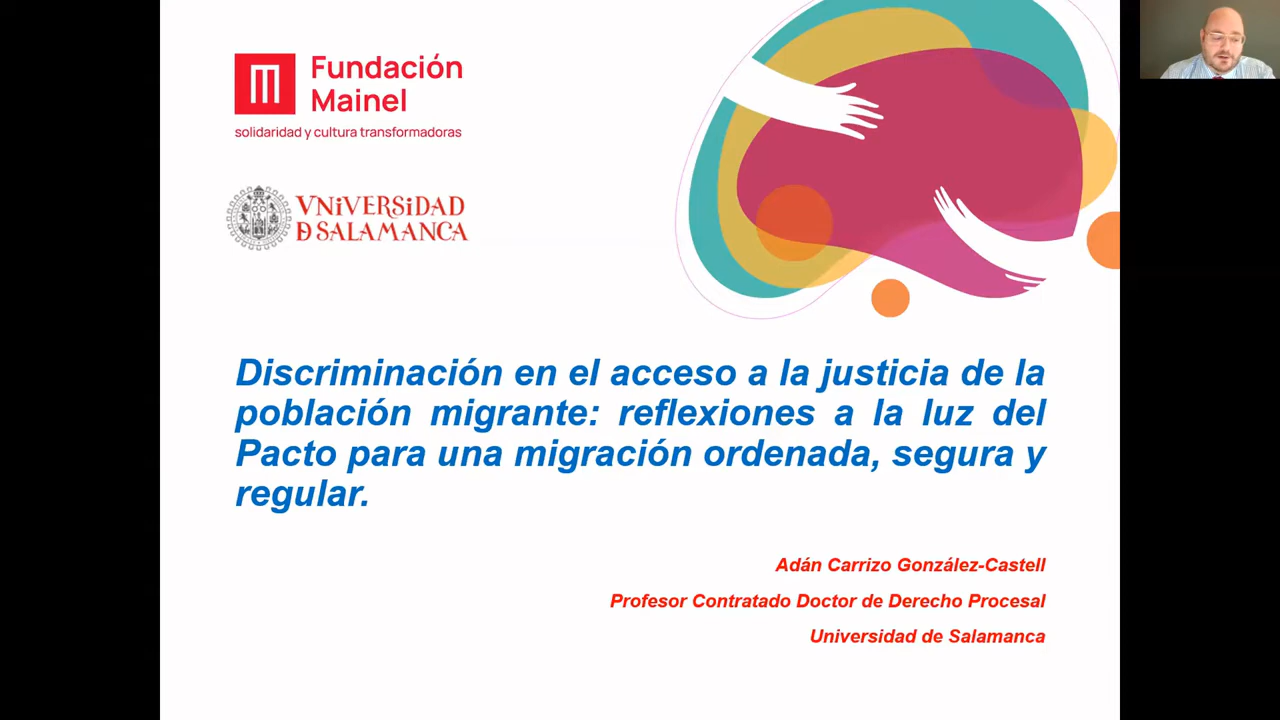 Fundación
Mainel
solidaridad y cultura transformadoras
VNiVERSiDAD
D SALAMANCA
Discriminación en el acceso a la justicia de la
población migrante: reflexiones a la luz del
Pacto para una migración ordenada, segura y
regular.
Adán Carrizo González-Castell
Profesor Contratado Doctor de Derecho Procesal
Universidad de Salamanca